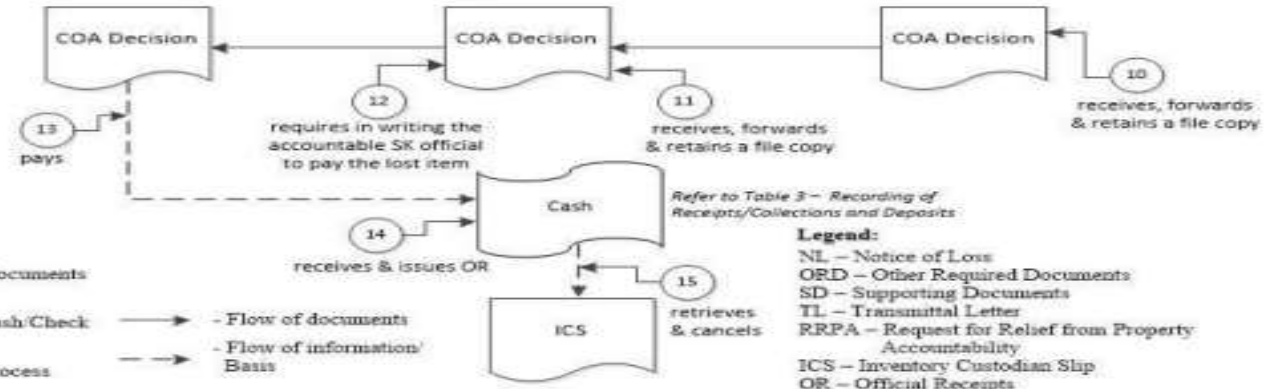 COA Decision
COA Decision
COA Decision
10
receives, forwards
& retains a file copy
11
receives, forwards
& retains a file copy
12
requires in writing the
accountable SK official
to pay the lost item
13
pays
Cash
Refer to Table 3 – Recording of
Receipts/Collections and Deposits
14
receives & issues OR
15
retrieves
& cancels
ICS
- Flow of documents
- Flow of information/
Basis
Legend:
NL – Notice of Loss
ORD – Other Required Documents
SD – Supporting Documents
TL – Transmittal Letter
RRPA – Request for Relief from Property
Accountability
ICS – Inventory Custodian Slip
OR – Official Receipts